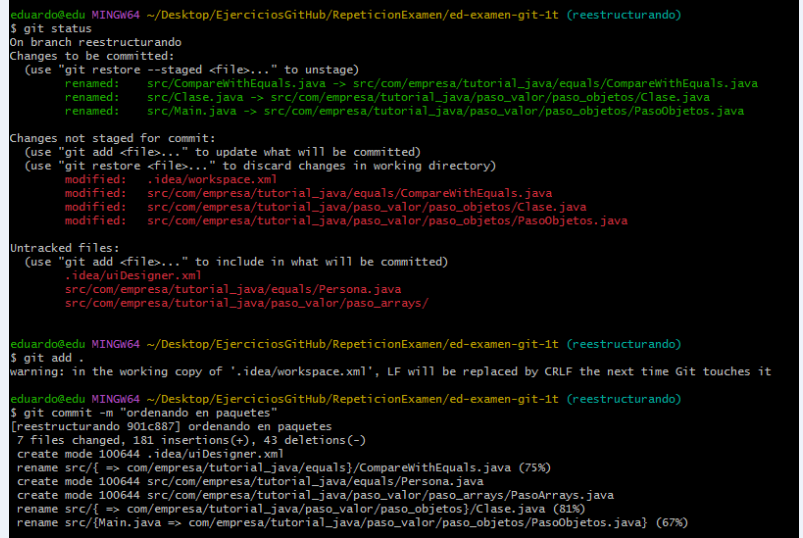 eduardo@edu MINGW64 ~/Desktop/EjerciciosGitHub/RepeticionExamen/ed-examen-git-1t (reestructurando)
$ git status
On branch reestructurando
Changes to be committed:
  (use "git restore --staged <file>..." to unstage)
        renamed:    src/CompareWithEquals.java -> src/com/empresa/tutorial_java/equals/CompareWithEquals.java
        renamed:    src/Clase.java -> src/com/empresa/tutorial_java/paso_valor/paso_objetos/Clase.java
        renamed:    src/Main.java -> src/com/empresa/tutorial_java/paso_valor/paso_objetos/PasoObjetos.java

Changes not staged for commit:
  (use "git add <file>..." to update what will be committed)
  (use "git restore <file>..." to discard changes in working directory)
        modified:   .idea/workspace.xml
        modified:   src/com/empresa/tutorial_java/equals/CompareWithEquals.java
        modified:   src/com/empresa/tutorial_java/paso_valor/paso_objetos/Clase.java
        modified:   src/com/empresa/tutorial_java/paso_valor/paso_objetos/PasoObjetos.java

Untracked files:
  (use "git add <file>..." to include in what will be committed)
        .idea/uiDesigner.xml
        src/com/empresa/tutorial_java/equals/Persona.java
        src/com/empresa/tutorial_java/paso_valor/paso_arrays/

eduardo@edu MINGW64 ~/Desktop/EjerciciosGitHub/RepeticionExamen/ed-examen-git-1t (reestructurando)
$ git add .
warning: in the working copy of '.idea/workspace.xml', LF will be replaced by CRLF the next time Git touches it

eduardo@edu MINGW64 ~/Desktop/EjerciciosGitHub/RepeticionExamen/ed-examen-git-1t (reestructurando)
$ git commit -m "ordenando en paquetes"
[reestructurando 901c887] ordenando en paquetes
 7 files changed, 181 insertions(+), 43 deletions(-)
 create mode 100644 .idea/uiDesigner.xml
 rename src/{ => com/empresa/tutorial_java/equals}/CompareWithEquals.java (75%)
 create mode 100644 src/com/empresa/tutorial_java/equals/Persona.java
 create mode 100644 src/com/empresa/tutorial_java/paso_valor/paso_arrays/PasoArrays.java
 rename src/{ => com/empresa/tutorial_java/paso_valor/paso_objetos}/Clase.java (81%)
 rename src/{Main.java => com/empresa/tutorial_java/paso_valor/paso_objetos/PasoObjetos.java} (67%)